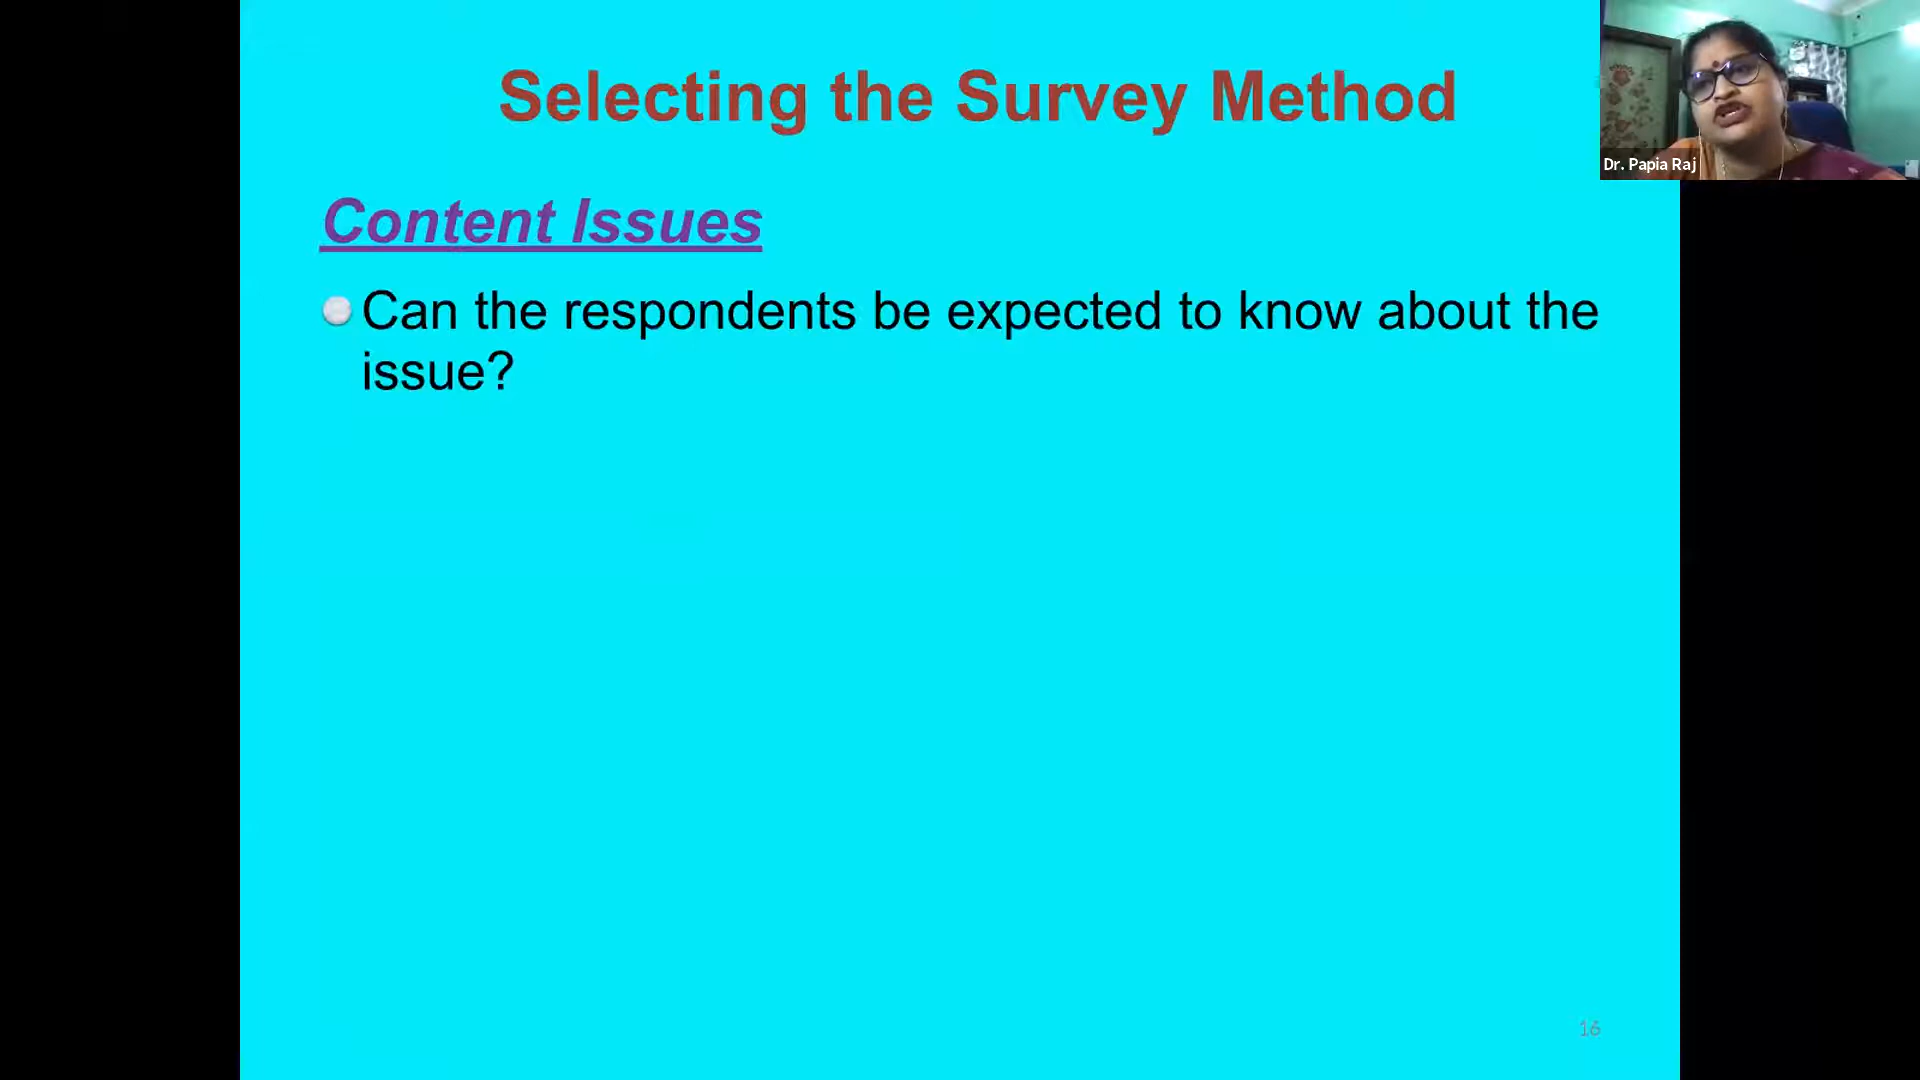 Selecting the Survey Method
Dr. Papia Raj
Content Issues
Can the respondents be expected to know about the
issue?
16